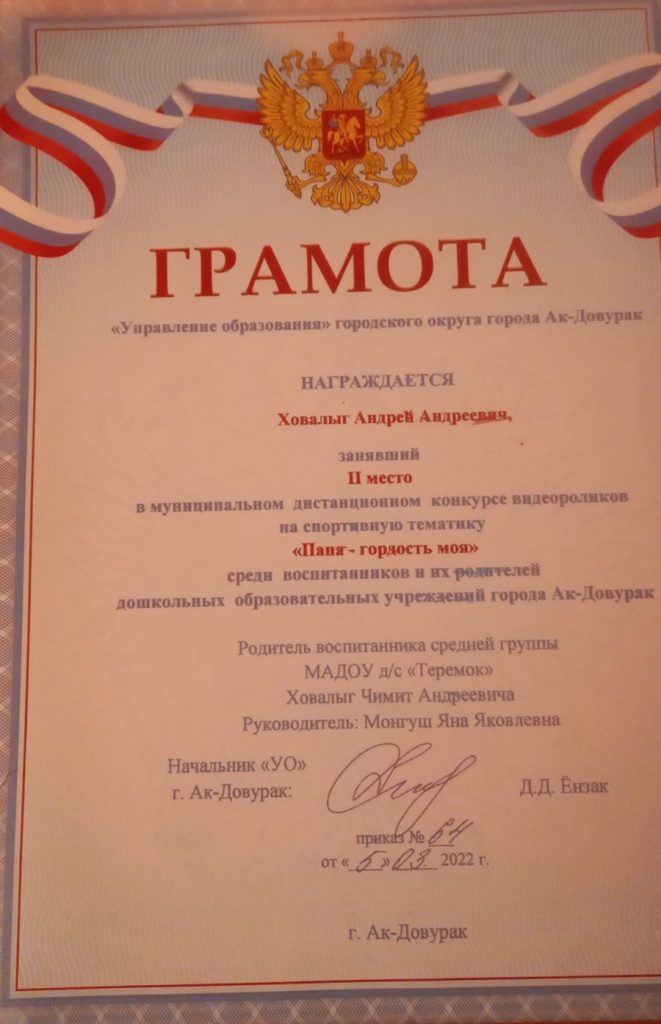 ГРАМОТА
«Управление образования» городского округа города Ак-Довурак
НАГРАЖДАЕТСЯ
Ховалыг Андрей Андреевич,
занявший
II место
в муниципальном дистанционном конкурсе видеороликов
на спортивную тематику
«Папа - гордость моя»
среди воспитанников и их родителей
дошкольных образовательных учреждений города Ак-Довурак
Родитель воспитанника средней группы
МАДОУ д/с «Теремок»
Ховалыг Чимит Андреевича
Руководитель: Монгуш Яна Яковлевна
Начальник «УО»
г. Ак-Довурак: Д.Д. Ёнзак
приказ № 64
от « 5 » 03. 2022 г.
г. Ак-Довурак